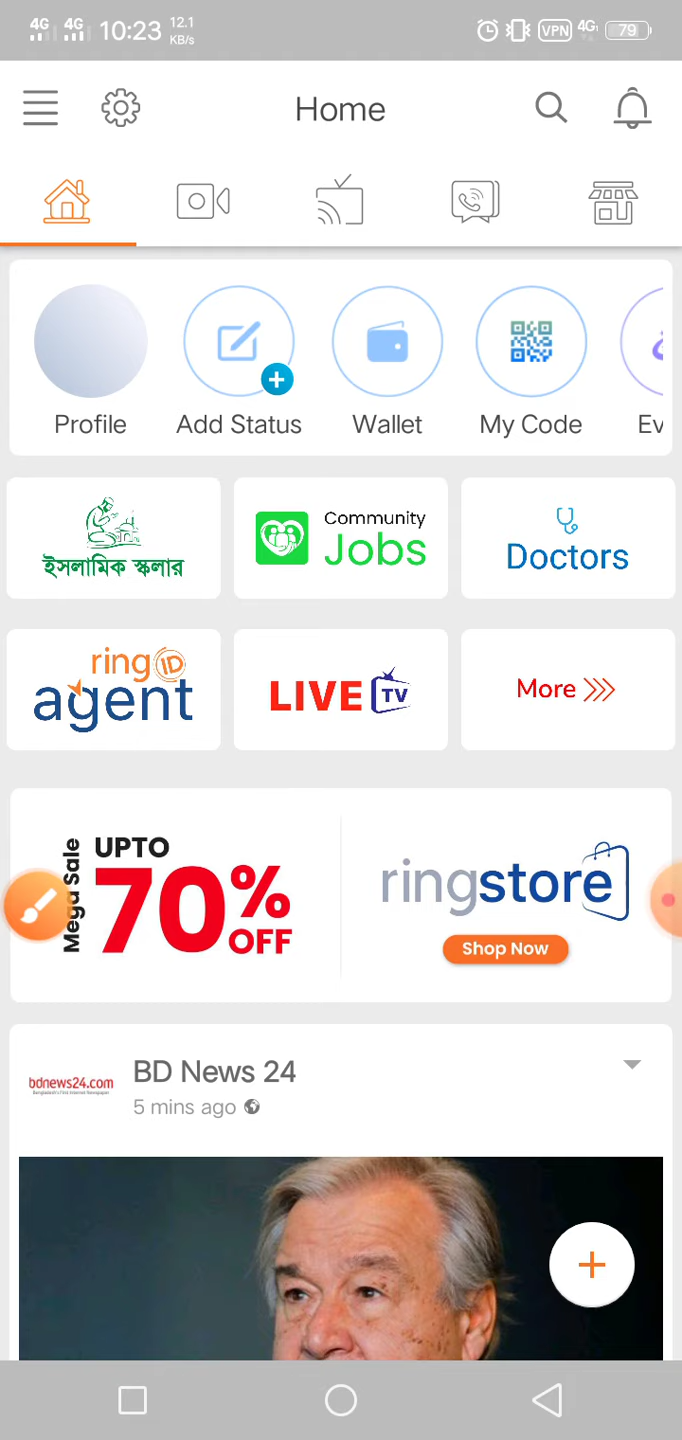 4G 4G 10:23 12.1 KB/s VPN 4G 79
Home
Profile
Add Status
Wallet
My Code
Ev
ইসলামিক স্কলার
Community
Jobs
Doctors
ring ID
agent
LIVE TV
More
Mega Sale
UPTO
70%
OFF
ringstore
Shop Now
bdnews24.com
BD News 24
5 mins ago